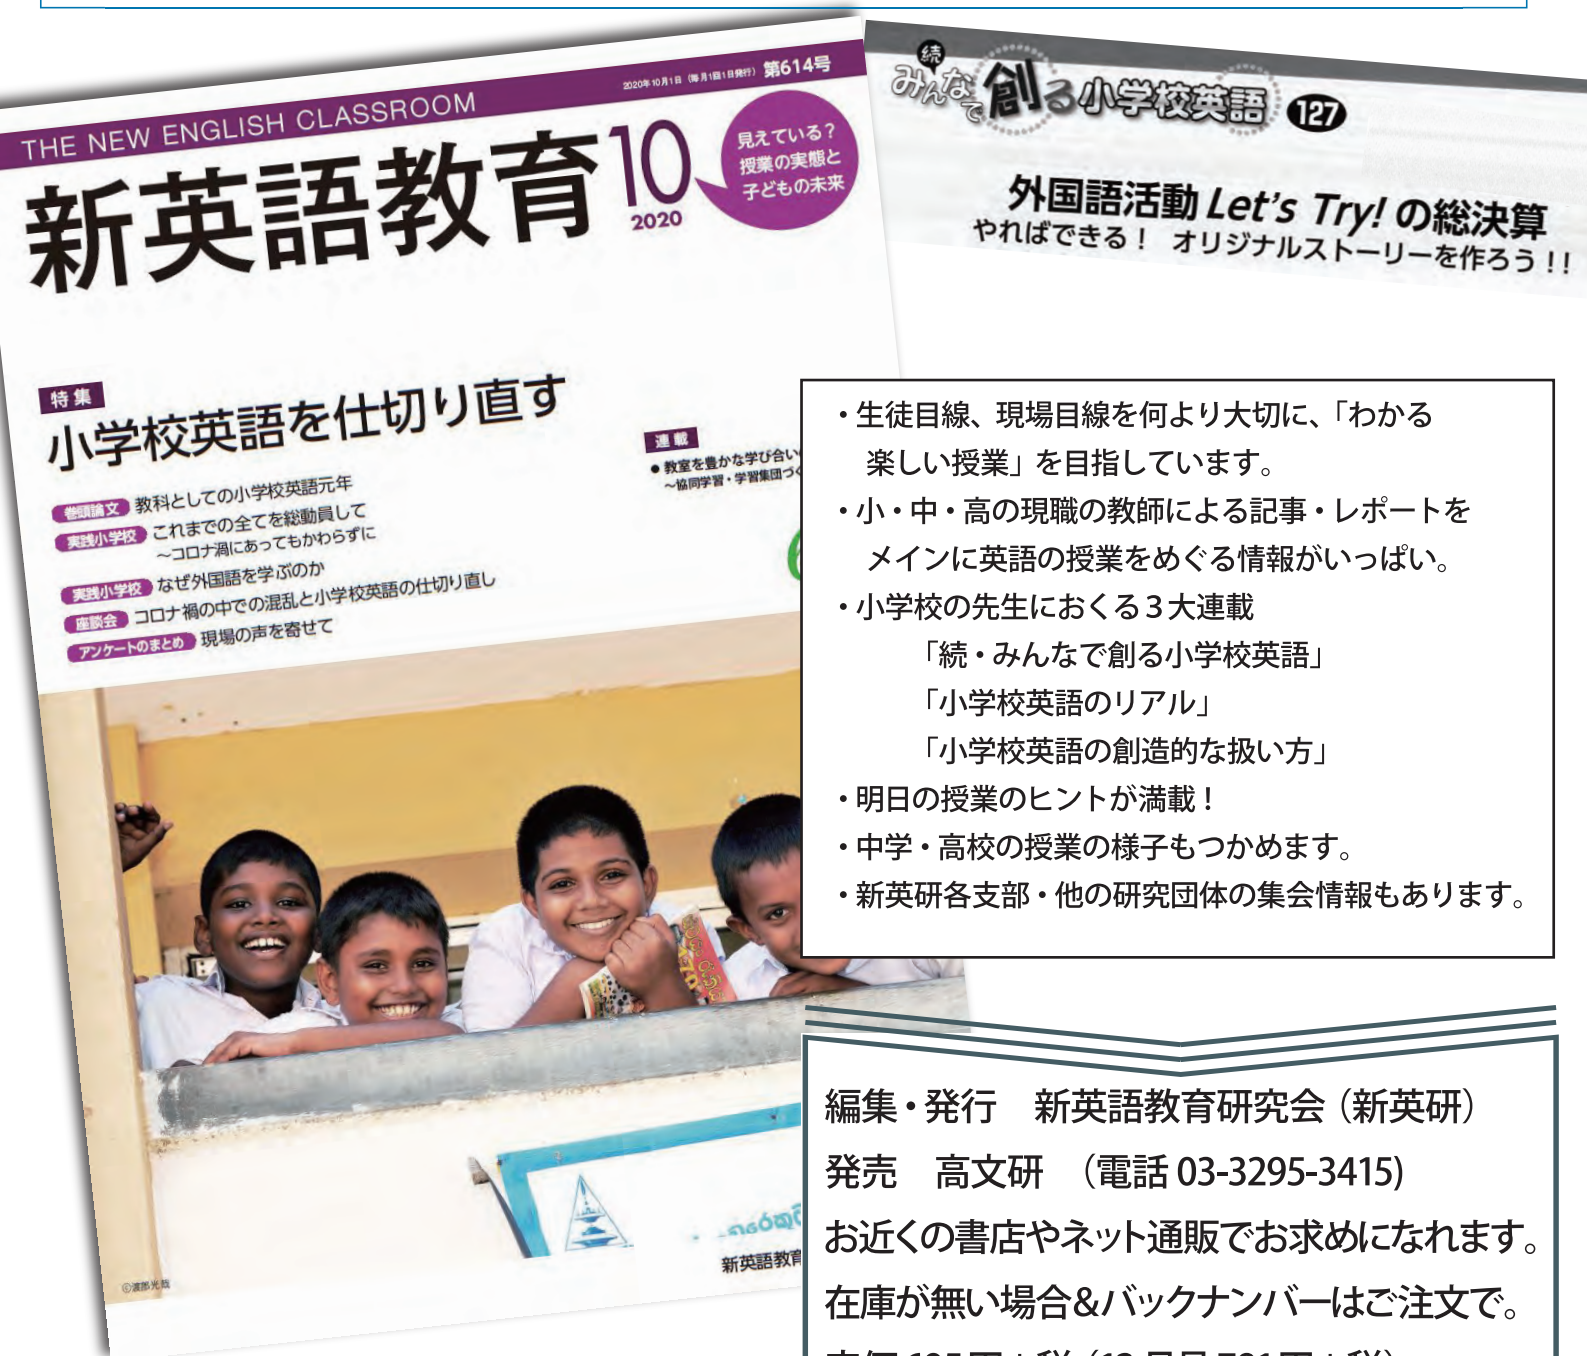 THE NEW ENGLISH CLASSROOM
2020年10月1日（毎月1回1日発行）第614号
新英語教育
10
2020
見えている？
授業の実態と
子どもの未来
特集
小学校英語を仕切り直す
巻頭論文 教科としての小学校英語元年
実践小学校 これまでの全てを総動員して
～コロナ渦にあってもかわらずに
実践小学校 なぜ外国語を学ぶのか
座談会 コロナ禍の中での混乱と小学校英語の仕切り直し
アンケートのまとめ 現場の声を寄せて
連載
● 教室を豊かな学び合い
～協同学習・学習集団づ
©渡部光哉
新英語教育
続
みんなで創る小学校英語 127
外国語活動 Let's Try! の総決算
やればできる！ オリジナルストーリーを作ろう！！
・生徒目線、現場目線を何より大切に、「わかる
楽しい授業」を目指しています。
・小・中・高の現職の教師による記事・レポートを
メインに英語の授業をめぐる情報がいっぱい。
・小学校の先生におくる３大連載
「続・みんなで創る小学校英語」
「小学校英語のリアル」
「小学校英語の創造的な扱い方」
・明日の授業のヒントが満載！
・中学・高校の授業の様子もつかめます。
・新英研各支部・他の研究団体の集会情報もあります。
編集・発行　新英語教育研究会（新英研）
発売　高文研　（電話 03-3295-3415)
お近くの書店やネット通販でお求めになれます。
在庫が無い場合&バックナンバーはご注文で。